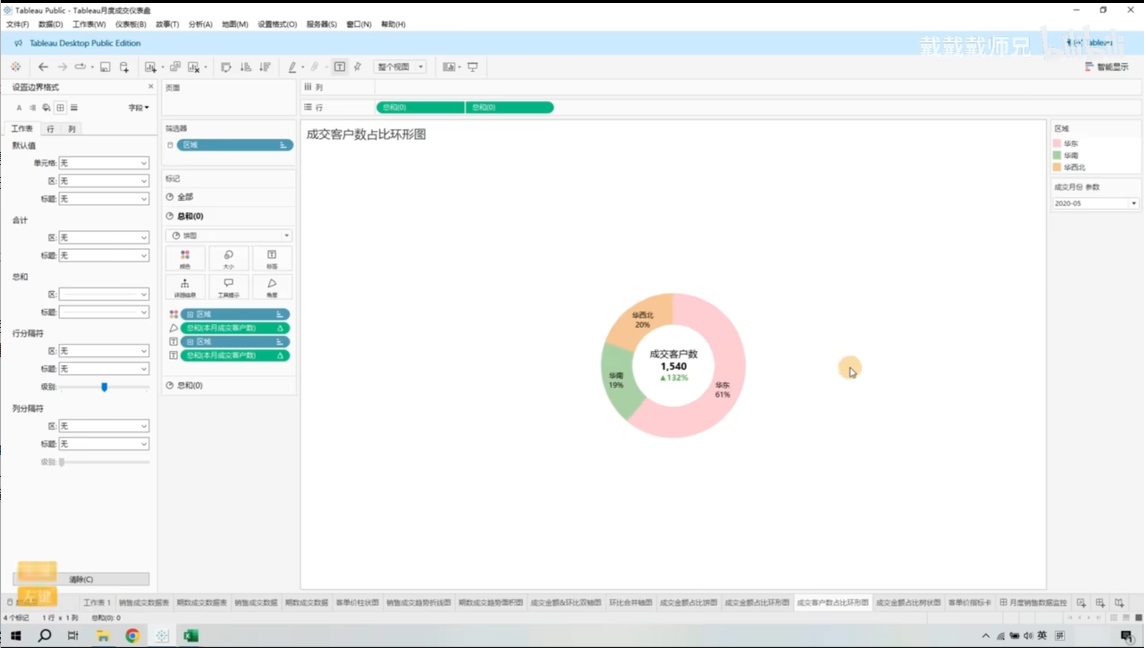 Tableau Public - Tableau月度成交仪表盘
文件(F) 数据(D) 工作表(W) 仪表板(B) 故事(T) 分析(A) 地图(M) 设置格式(O) 服务器(S) 窗口(N) 帮助(H)
Tableau Desktop Public Edition
戴戴戴师兄 bilibili
整个视图
智能显示
设置边界格式
字段
工作表 行 列
默认值
单元格: 无
区: 无
标题: 无
合计
区: 无
标题: 无
总和
区:
标题:
行分隔符
区: 无
标题: 无
级别:
列分隔符
区: 无
标题: 无
级别:
清除(C)
页面
筛选器
区域
标记
全部
总和(0)
饼图
颜色 大小 标签
详细信息 工具提示 角度
区域
总和(本月成交客户数)
区域
总和(本月成交客户数)
总和(0)
列
行 总和(0) 总和(0)
成交客户数占比环形图
华西北
20%
成交客户数
1,540
▲132%
华南
19%
华东
61%
区域
华东
华南
华西北
成交月份 参数
2020-05
左键
工作表 1 销售成交数据表 期数成交数据表 销售成交数据 期数成交数据 客单价柱状图 销售成交趋势折线图 期数成交趋势面积图 成交金额&环比双轴图 环比合并轴图 成交金额占比饼图 成交金额占比环形图 成交客户数占比环形图 成交金额占比树状图 客单价指标卡 月度销售数据监控
4 个标记 1 行 x 1 列 总和(0): 0
英 拼